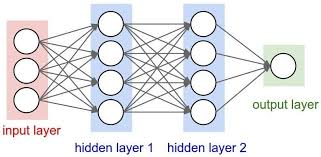 input layer
hidden layer 1
hidden layer 2
output layer